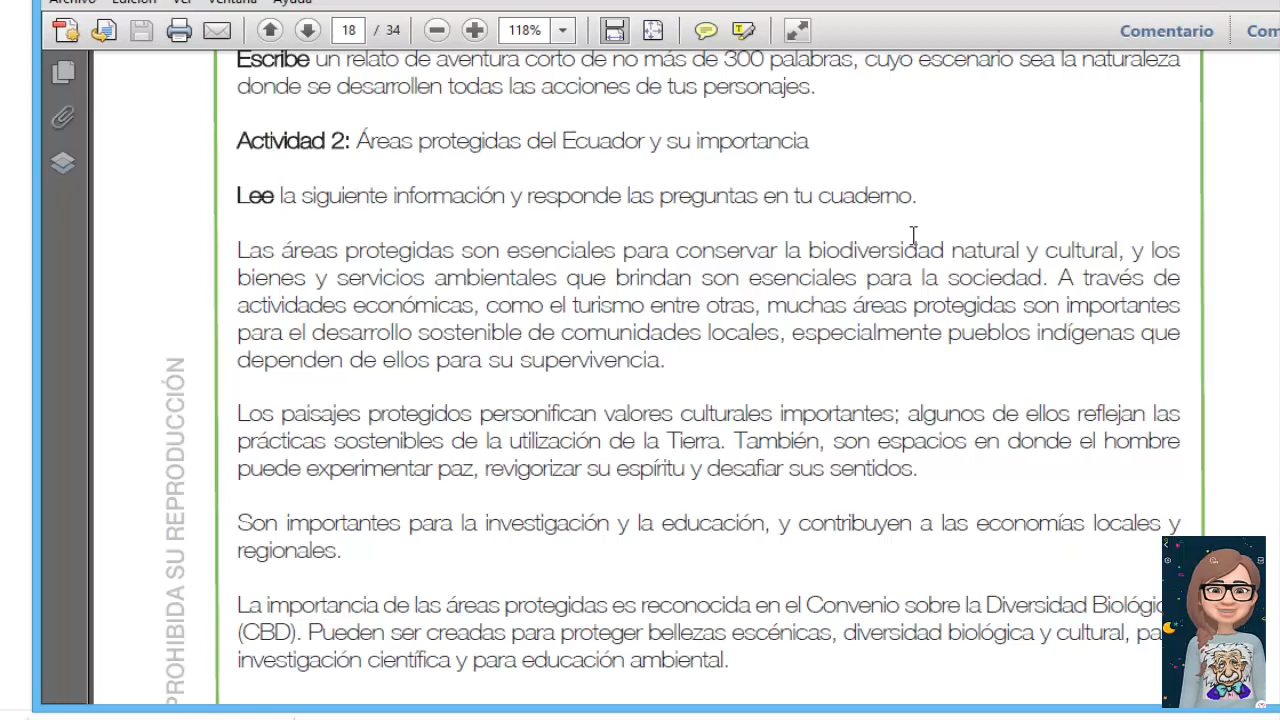 Archivo Edición Ver Ventana Ayuda
18 / 34 118% Comentario
Escribe un relato de aventura corto de no más de 300 palabras, cuyo escenario sea la naturaleza
donde se desarrollen todas las acciones de tus personajes.
Actividad 2: Áreas protegidas del Ecuador y su importancia
Lee la siguiente información y responde las preguntas en tu cuaderno.
Las áreas protegidas son esenciales para conservar la biodiversidad natural y cultural, y los
bienes y servicios ambientales que brindan son esenciales para la sociedad. A través de
actividades económicas, como el turismo entre otras, muchas áreas protegidas son importantes
para el desarrollo sostenible de comunidades locales, especialmente pueblos indígenas que
dependen de ellos para su supervivencia.
Los paisajes protegidos personifican valores culturales importantes; algunos de ellos reflejan las
prácticas sostenibles de la utilización de la Tierra. También, son espacios en donde el hombre
puede experimentar paz, revigorizar su espíritu y desafiar sus sentidos.
Son importantes para la investigación y la educación, y contribuyen a las economías locales y
regionales.
La importancia de las áreas protegidas es reconocida en el Convenio sobre la Diversidad
(CBD). Pueden ser creadas para proteger bellezas escénicas, diversidad biológica y cultural,
investigación científica y para educación ambiental.
PROHIBIDA SU REPRODUCCIÓN